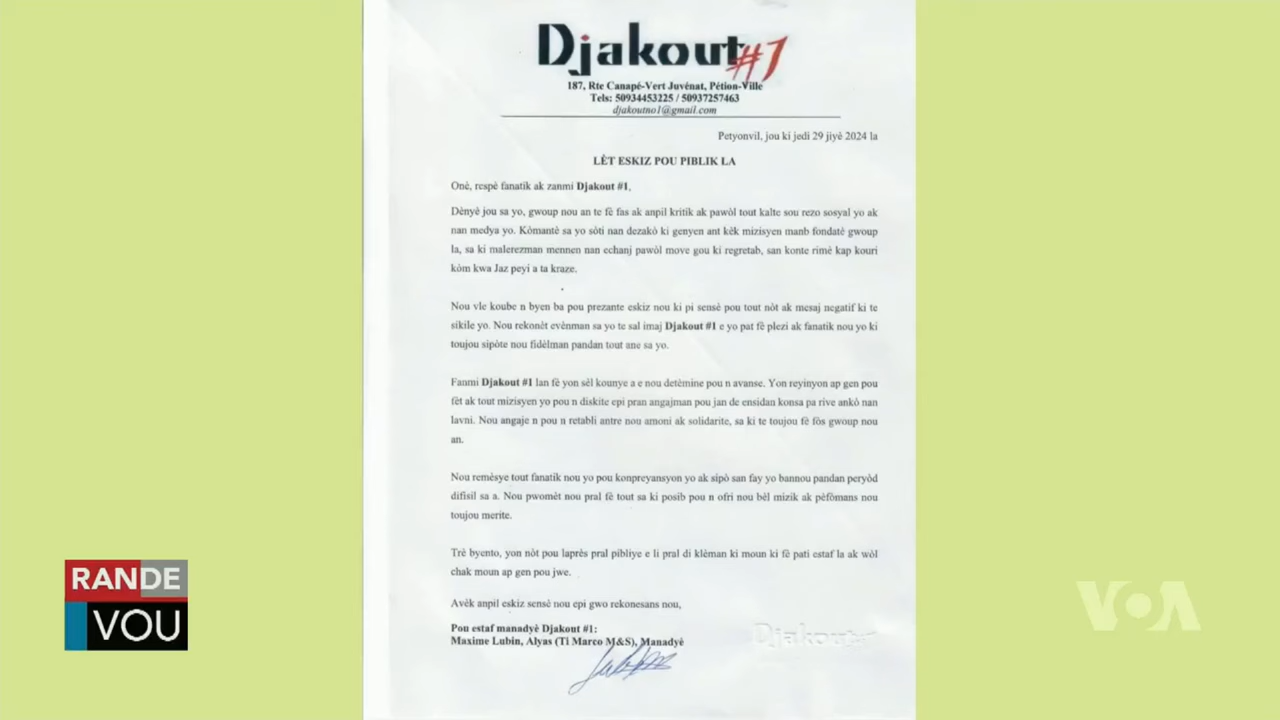 Djakout #1
187, Rte Canapé-Vert Juvénat, Pétion-Ville
Tels: 50934453225 / 50937257463
djakoutno1@gmail.com
Petyonvil, jou ki jedi 29 jiyè 2024 la
LÈT ESKIZ POU PIBLIK LA
Onè, respè fanatik ak zanmi Djakout #1,
Dènyè jou sa yo, gwoup nou an te fè fas ak anpil kritik ak pawòl tout kalte sou rezo sosyal yo ak
nan medya yo. Kòmantè sa yo sòti nan dezakò ki genyen ant kèk mizisyen manb fondatè gwoup
la, sa ki malerezman mennen nan echanj pawòl move gou ki regretab, san konte rimè kap kouri
kòm kwa Jaz peyi a ta kraze.
Nou vle koube n byen ba pou prezante eskiz nou ki pi sensè pou tout nòt ak mesaj negatif ki te
sikile yo. Nou rekonèt evènman sa yo te sal imaj Djakout #1 e yo pat fè plezi ak fanatik nou yo ki
toujou sipòte nou fidèlman pandan tout ane sa yo.
Fanmi Djakout #1 lan fè yon sèl kounye a e nou detèmine pou n avanse. Yon reyinyon ap gen pou
fèt ak tout mizisyen yo pou n diskite epi pran angajman pou jan de ensidan konsa pa rive ankò nan
lavni. Nou angaje n pou n retabli antre nou amoni ak solidarite, sa ki te toujou fè fòs gwoup nou
an.
Nou remèsye tout fanatik nou yo pou konpreyansyon yo ak sipò san fay yo bannou pandan peryòd
difisil sa a. Nou pwomèt nou pral fè tout sa ki posib pou n ofri nou bèl mizik ak pèfòmans nou
toujou merite.
Trè byento, yon nòt pou laprès pral pibliye e li pral di klèman ki moun ki fè pati estaf la ak wòl
chak moun ap gen pou jwe.
Avèk anpil eskiz sensè nou epi gwo rekonesans nou,
Pou estaf manadyè Djakout #1:
Maxime Lubin, Alyas (Ti Marco M&S), Manadyè
Djakout #1
RANDE
VOU
VOA